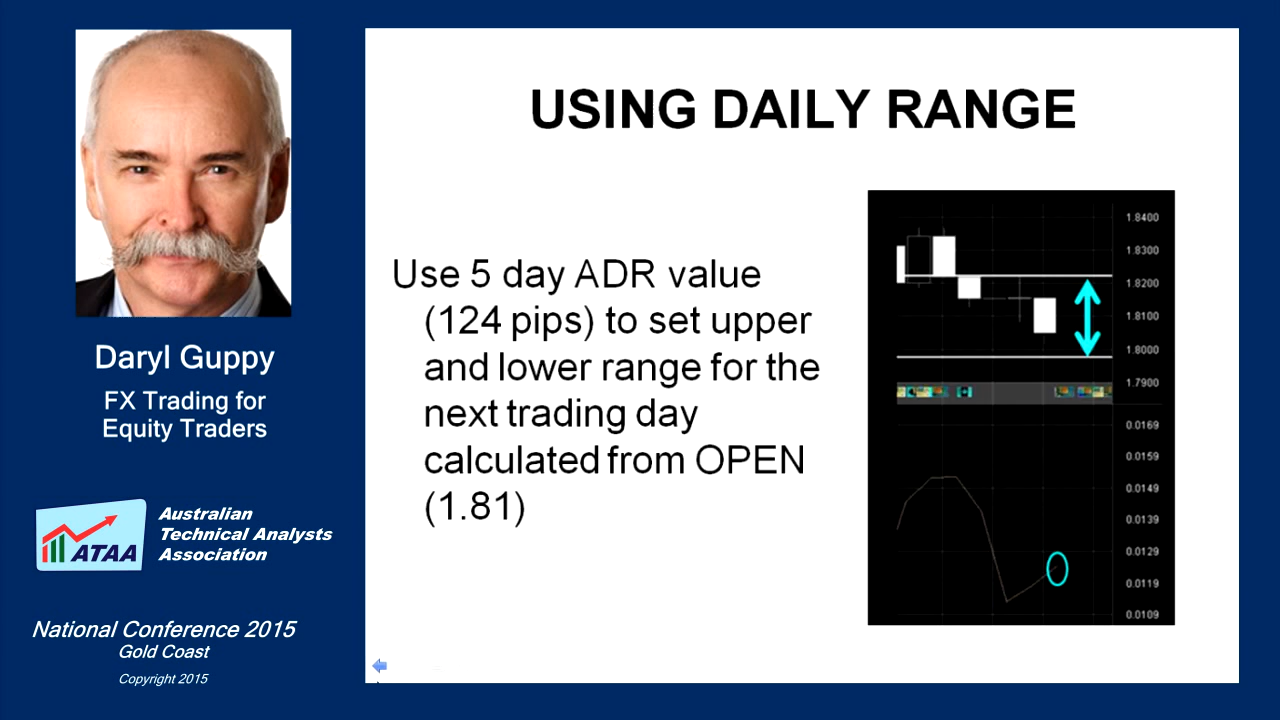 USING DAILY RANGE
Use 5 day ADR value
(124 pips) to set upper
and lower range for the
next trading day
calculated from OPEN
(1.81)
1.8400
1.8300
1.8200
1.8100
1.8000
1.7900
0.0169
0.0159
0.0149
0.0139
0.0129
0.0119
0.0109
Daryl Guppy
FX Trading for
Equity Traders
ATAA
Australian
Technical Analysts
Association
National Conference 2015
Gold Coast
Copyright 2015